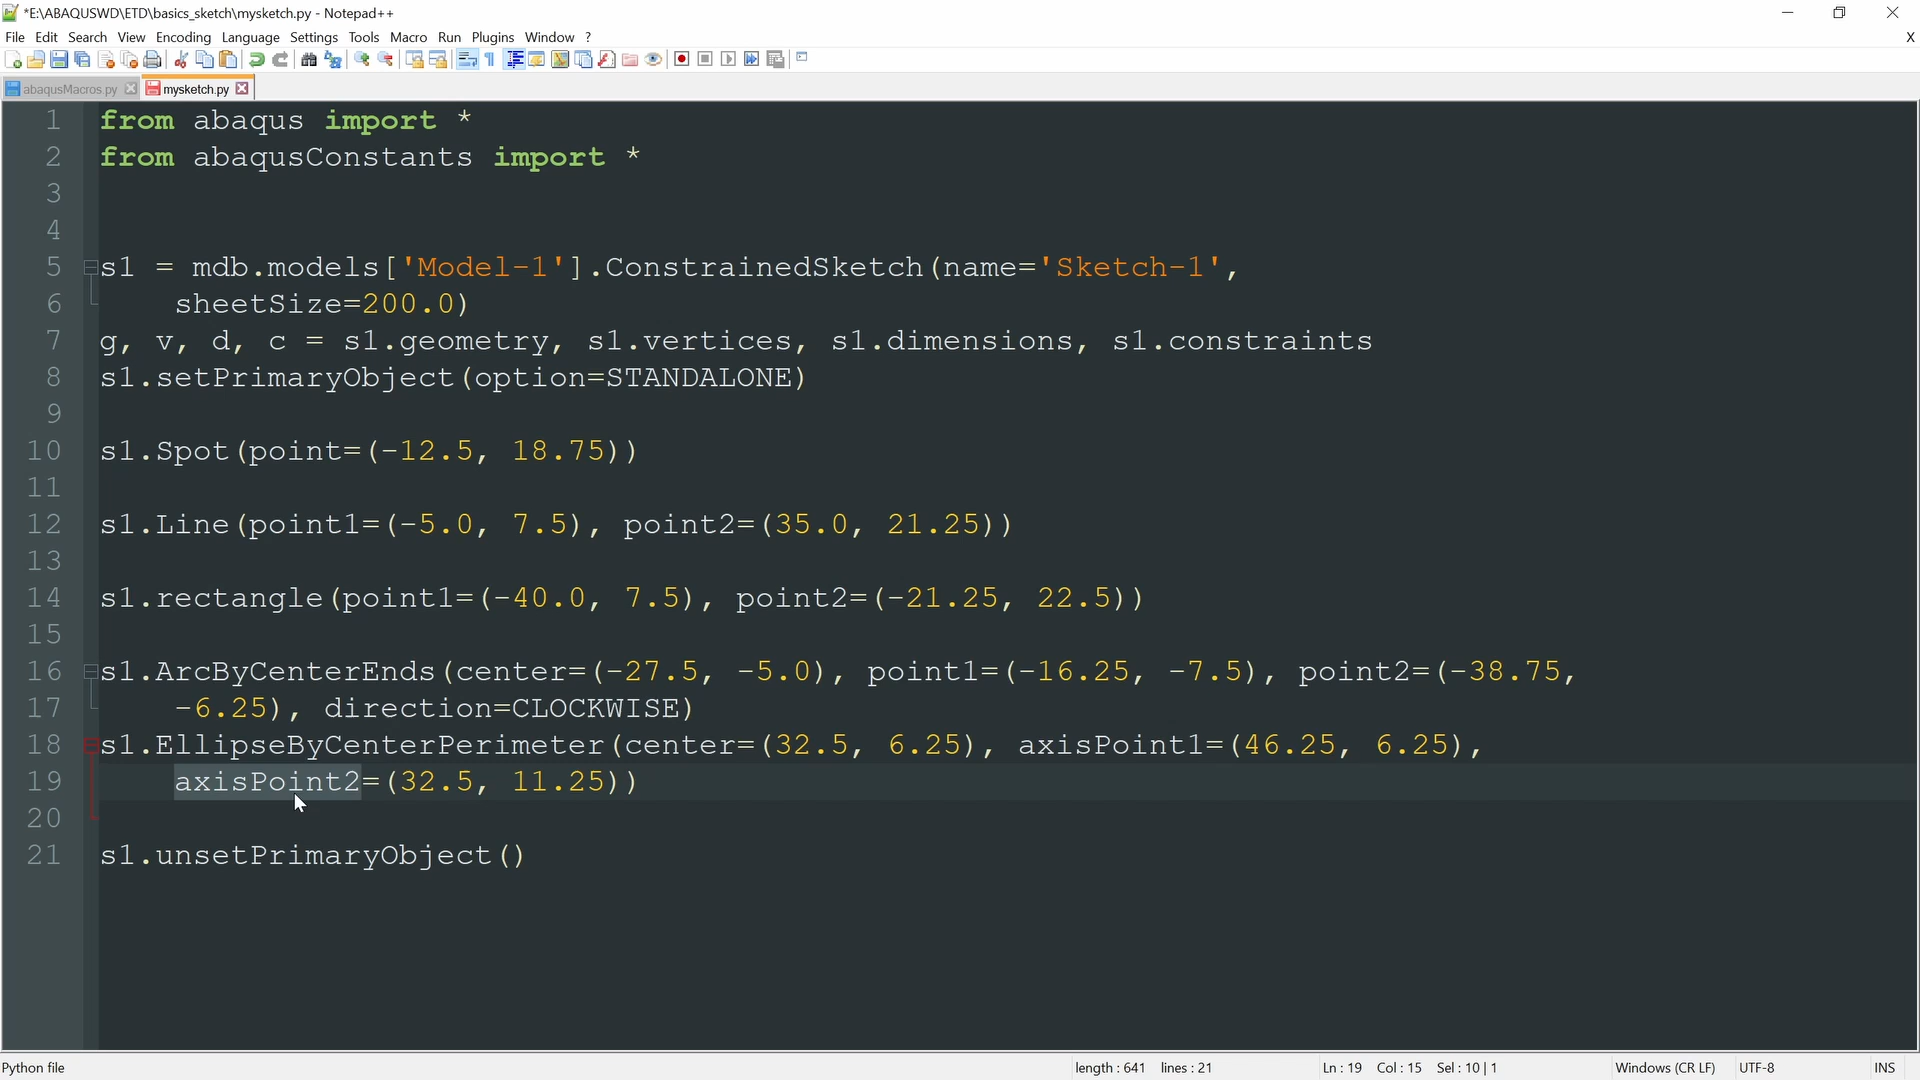 *E:\ABAQUSWD\ETD\basics_sketch\mysketch.py - Notepad++
File Edit Search View Encoding Language Settings Tools Macro Run Plugins Window ? X
abaqusMacros.py mysketch.py
1 from abaqus import *
2 from abaqusConstants import *
3
4
5 s1 = mdb.models['Model-1'].ConstrainedSketch(name='Sketch-1',
6 sheetSize=200.0)
7 g, v, d, c = s1.geometry, s1.vertices, s1.dimensions, s1.constraints
8 s1.setPrimaryObject(option=STANDALONE)
9
10 s1.Spot(point=(-12.5, 18.75))
11
12 s1.Line(point1=(-5.0, 7.5), point2=(35.0, 21.25))
13
14 s1.rectangle(point1=(-40.0, 7.5), point2=(-21.25, 22.5))
15
16 s1.ArcByCenterEnds(center=(-27.5, -5.0), point1=(-16.25, -7.5), point2=(-38.75,
17 -6.25), direction=CLOCKWISE)
18 s1.EllipseByCenterPerimeter(center=(32.5, 6.25), axisPoint1=(46.25, 6.25),
19 axisPoint2=(32.5, 11.25))
20
21 s1.unsetPrimaryObject()
Python file length : 641 lines : 21 Ln : 19 Col : 15 Sel : 10 | 1 Windows (CR LF) UTF-8 INS